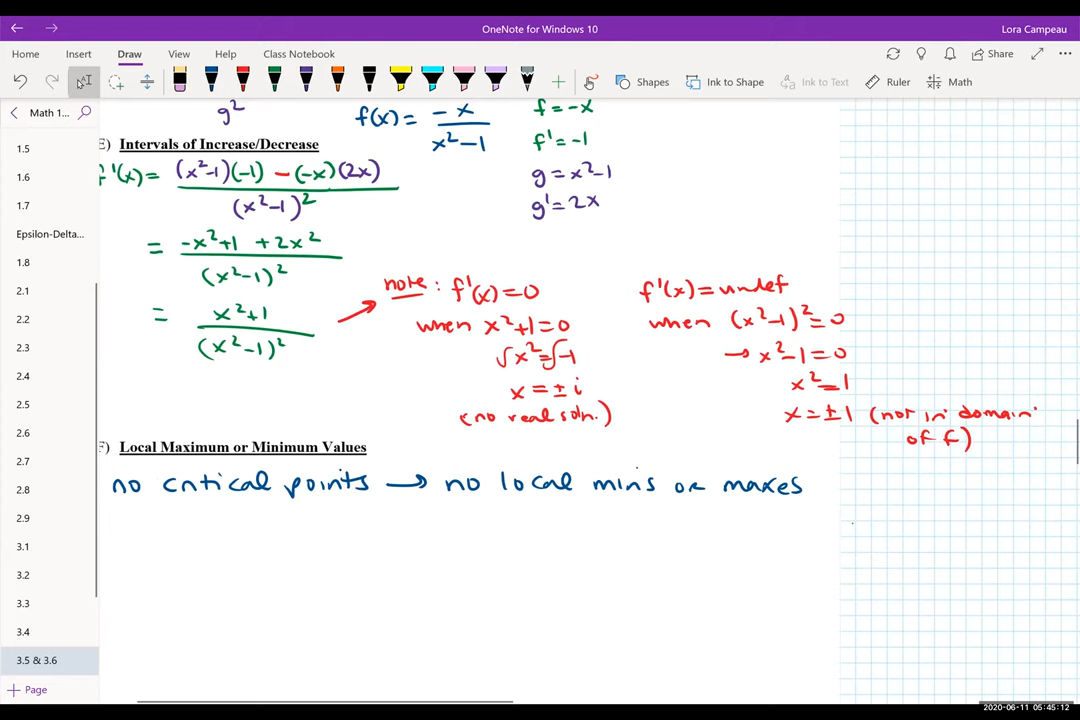 OneNote for Windows 10
Lora Campeau
Home Insert Draw View Help Class Notebook
Share
Shapes Ink to Shape Ink to Text Ruler Math
Math 1...
1.5
1.6
1.7
Epsilon-Delta...
1.8
2.1
2.2
2.3
2.4
2.5
2.6
2.7
2.8
2.9
3.1
3.2
3.3
3.4
3.5 & 3.6
+ Page
g²
f(x) = -x / x²-1
f = -x
f' = -1
g = x²-1
g' = 2x
E) Intervals of Increase/Decrease
f'(x) = (x²-1)(-1) - (-x)(2x) / (x²-1)²
= -x²+1 +2x² / (x²-1)²
= x²+1 / (x²-1)²
note: f'(x)=0
when x²+1=0
√x²=√-1
x = ± i
(no real soln.)
f'(x) = undef
when (x²-1)²=0
→ x²-1=0
x²=1
x=±1 (not in domain
of f)
F) Local Maximum or Minimum Values
no critical points → no local mins or maxes
2020-06-11 05:45:12